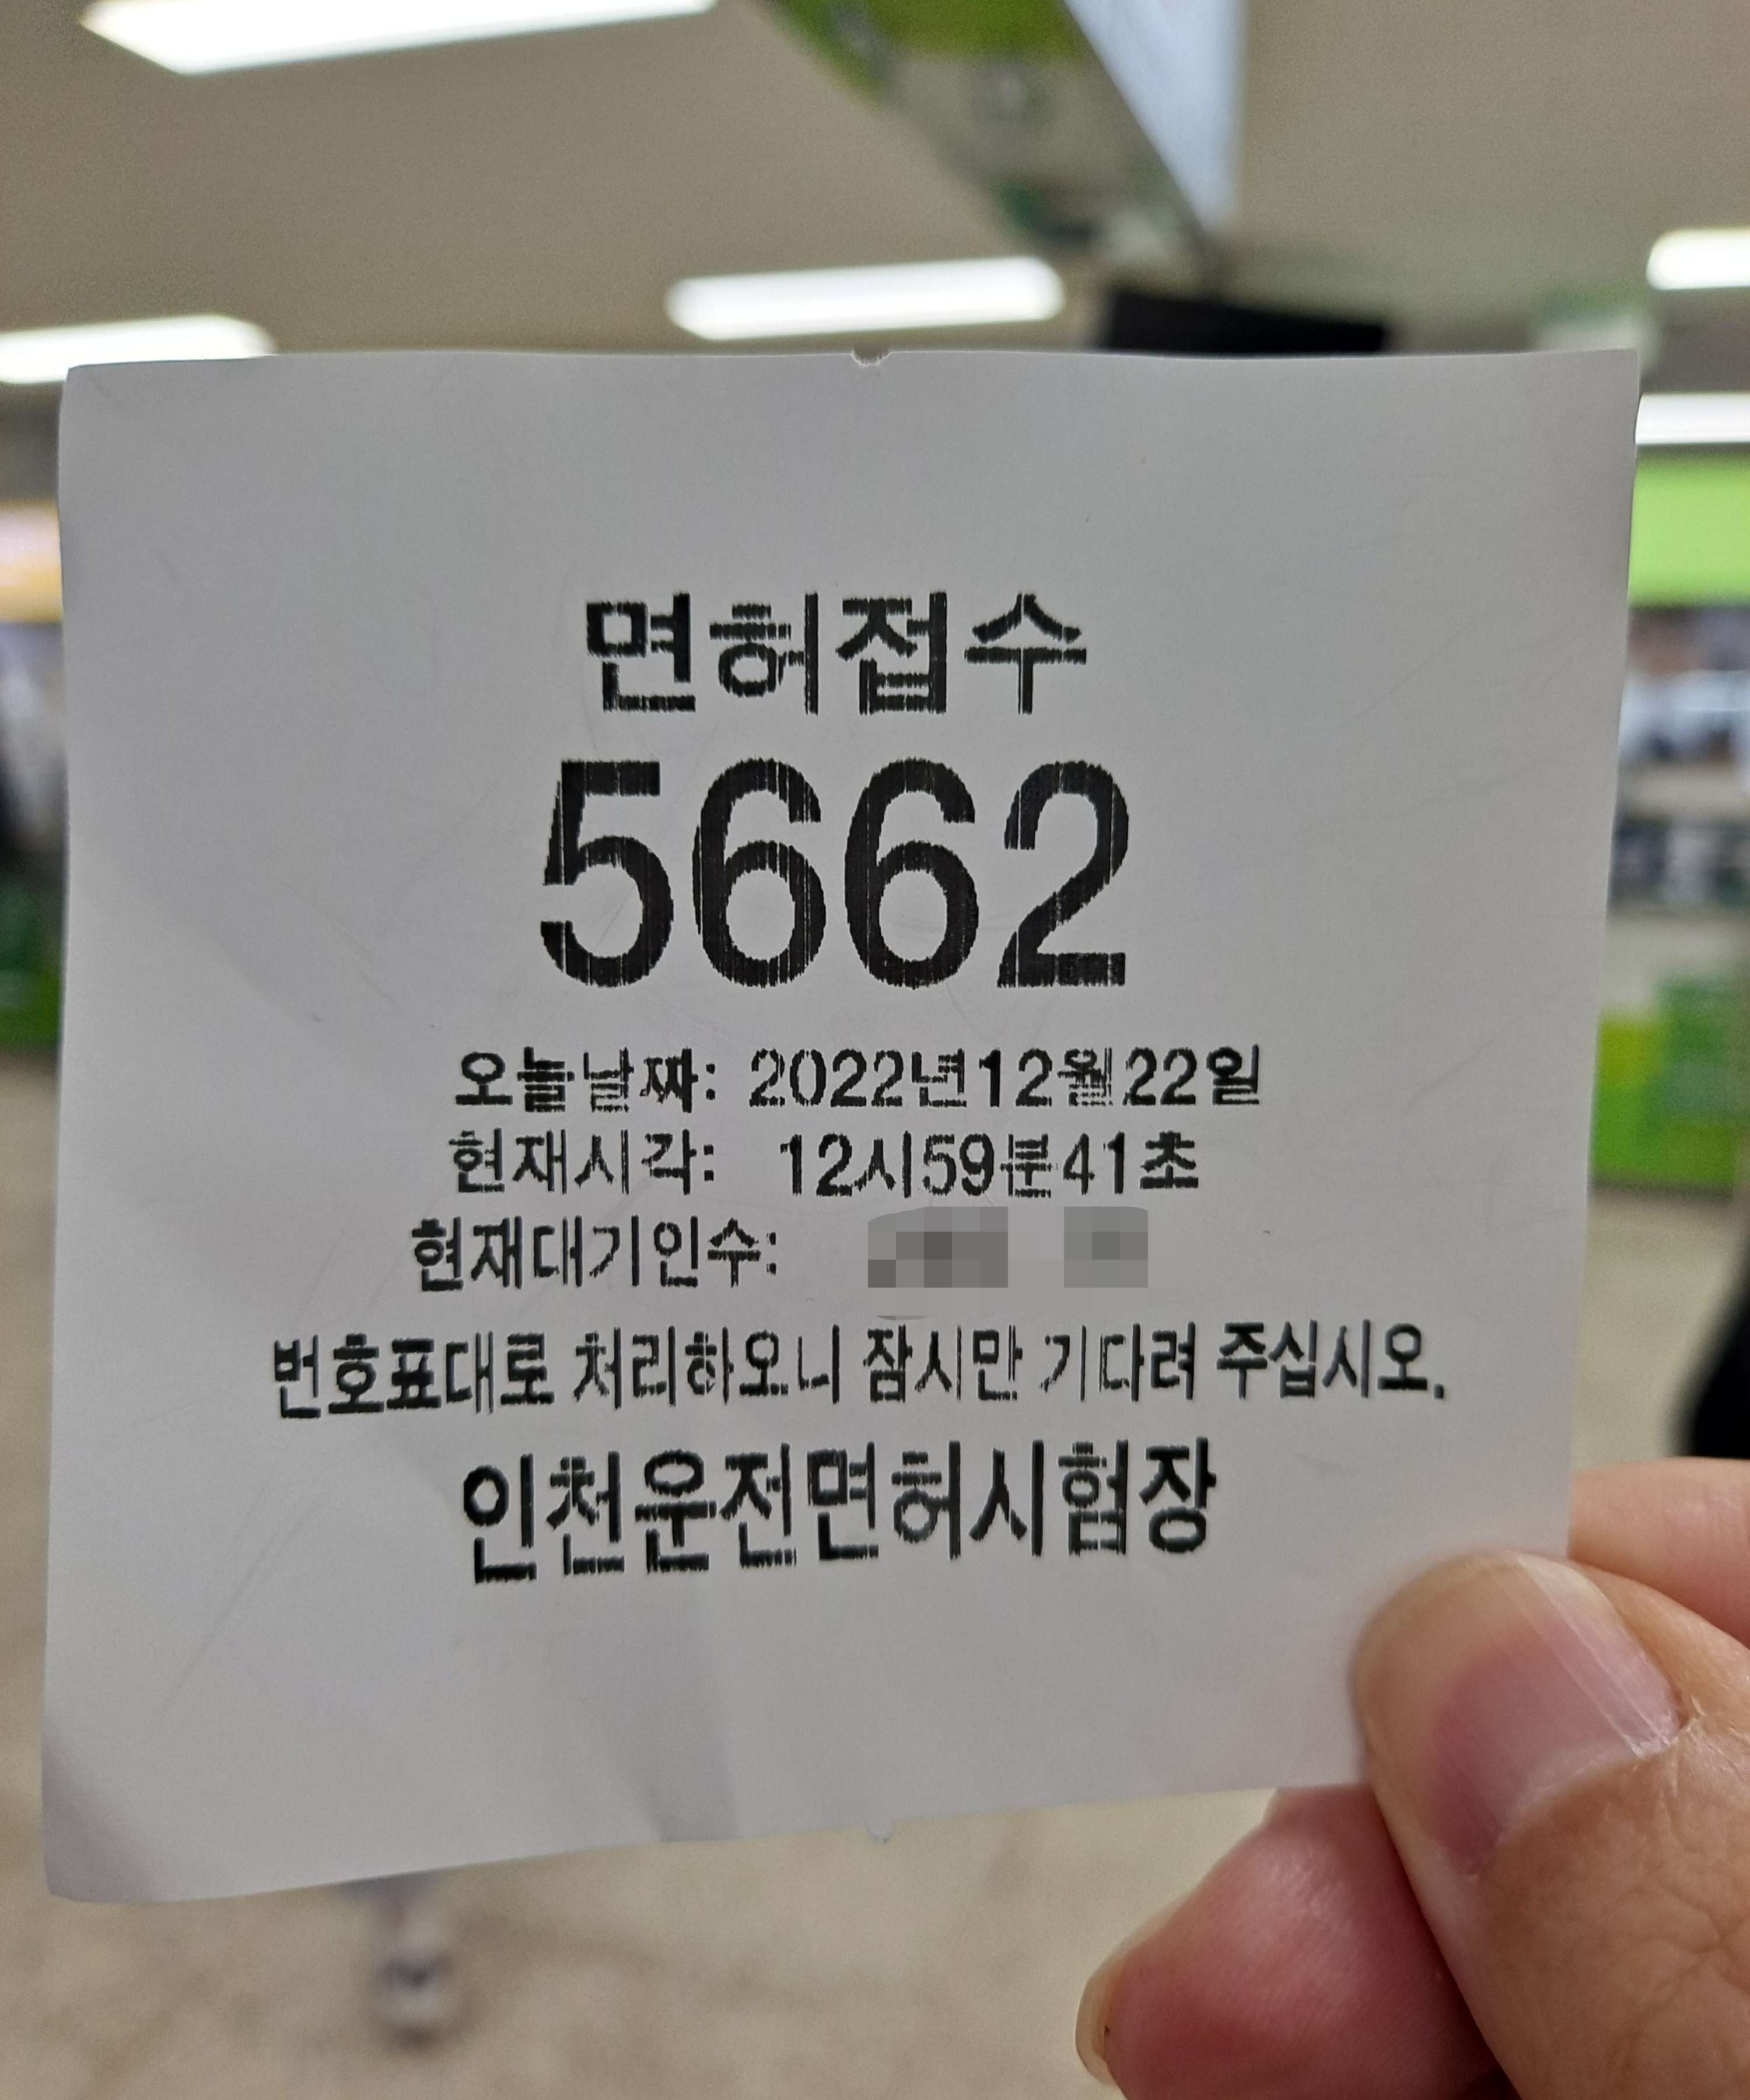 면허접수
5662
오늘날짜: 2022년12월22일
현재시각: 12시59분41초
현재대기인수:
번호표대로 처리하오니 잠시만 기다려 주십시오.
인천운전면허시험장